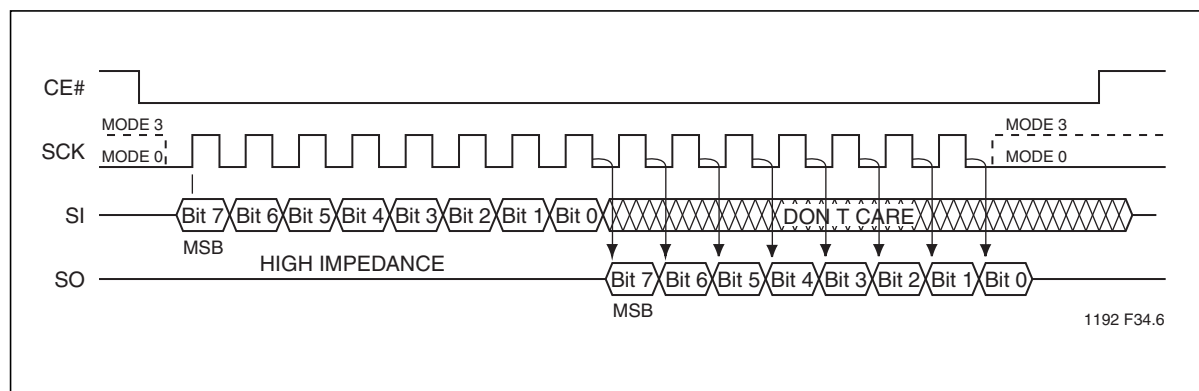 CE#
MODE 3
MODE 3
SCK
MODE 0
MODE 0
SI
Bit 7
Bit 6
Bit 5
Bit 4
Bit 3
Bit 2
Bit 1
Bit 0
DON T CARE
MSB
HIGH IMPEDANCE
SO
Bit 7
Bit 6
Bit 5
Bit 4
Bit 3
Bit 2
Bit 1
Bit 0
MSB
1192 F34.6